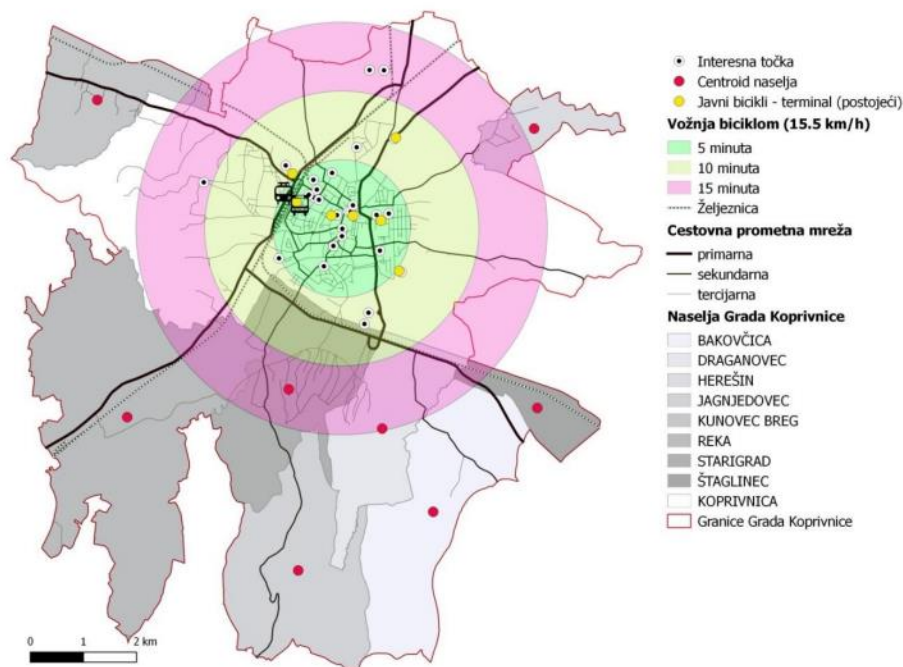 Interesna točka
Centroid naselja
Javni bicikli - terminal (postojeći)
Vožnja biciklom (15.5 km/h)
5 minuta
10 minuta
15 minuta
Željeznica
Cestovna prometna mreža
primarna
sekundarna
tercijarna
Naselja Grada Koprivnice
BAKOVČICA
DRAGANOVEC
HEREŠIN
JAGNJEDOVEC
KUNOVEC BREG
REKA
STARIGRAD
ŠTAGLINEC
KOPRIVNICA
Granice Grada Koprivnice
0 1 2 km